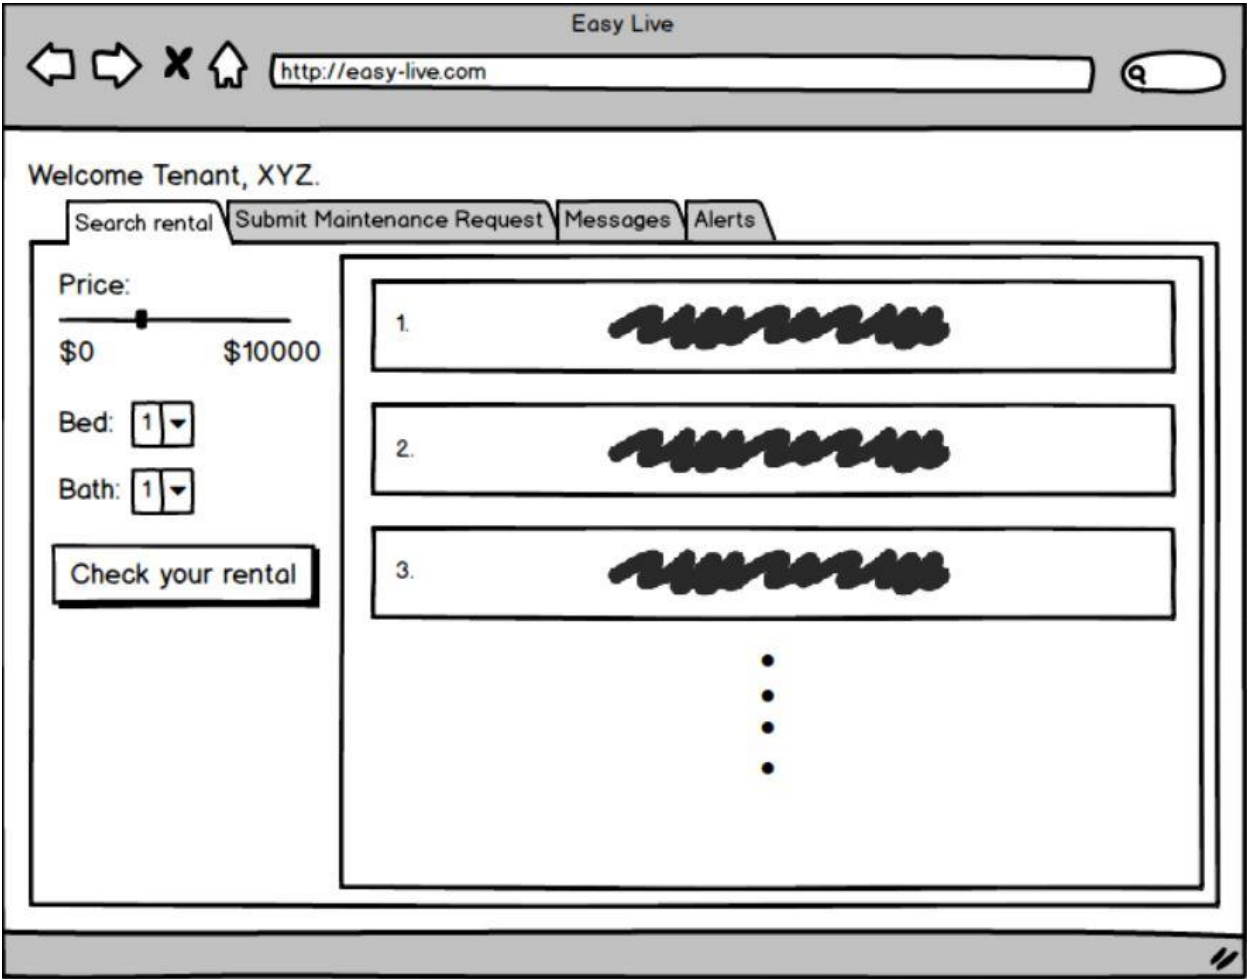 Easy Live
http://easy-live.com
Welcome Tenant, XYZ.
Search rental Submit Maintenance Request Messages Alerts
Price:
$0 $10000
Bed: 1
Bath: 1
Check your rental
1.
2.
3.